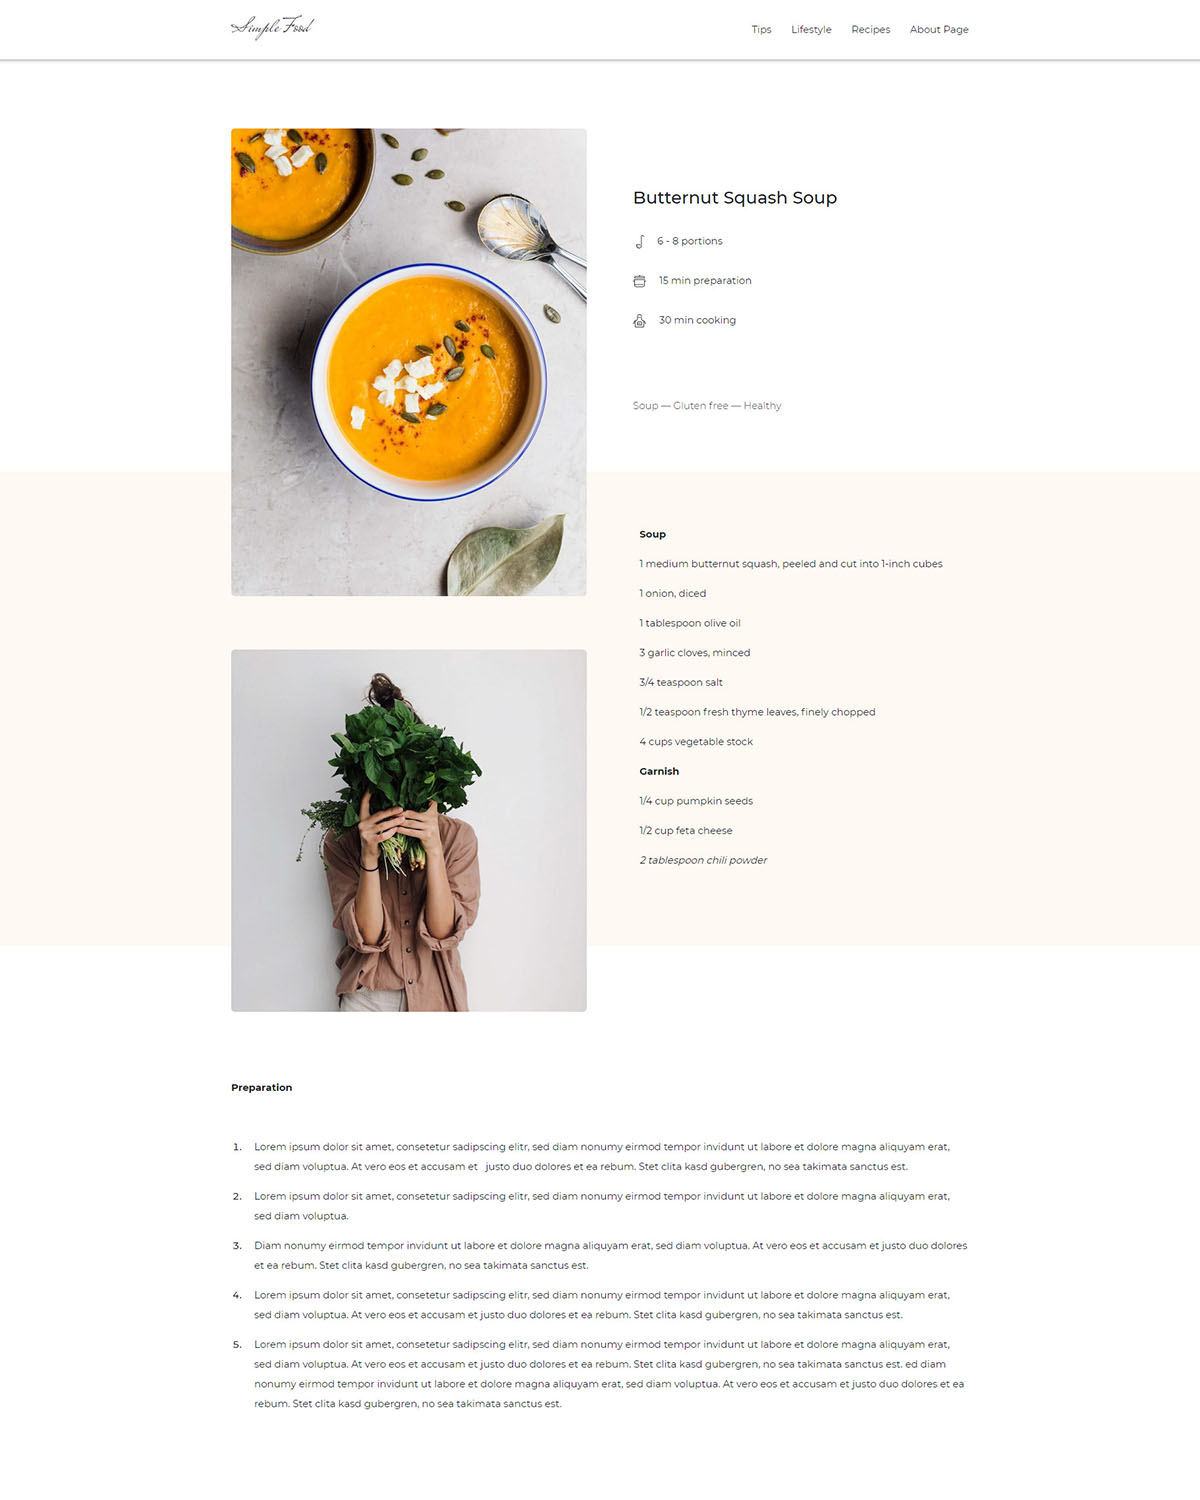 Simple Food
Tips Lifestyle Recipes About Page
Butternut Squash Soup
6 - 8 portions
15 min preparation
30 min cooking
Soup — Gluten free — Healthy
Soup
1 medium butternut squash, peeled and cut into 1-inch cubes
1 onion, diced
1 tablespoon olive oil
3 garlic cloves, minced
3/4 teaspoon salt
1/2 teaspoon fresh thyme leaves, finely chopped
4 cups vegetable stock
Garnish
1/4 cup pumpkin seeds
1/2 cup feta cheese
2 tablespoon chili powder
Preparation
1. Lorem ipsum dolor sit amet, consetetur sadipscing elitr, sed diam nonumy eirmod tempor invidunt ut labore et dolore magna aliquyam erat,
sed diam voluptua. At vero eos et accusam et justo duo dolores et ea rebum. Stet clita kasd gubergren, no sea takimata sanctus est.
2. Lorem ipsum dolor sit amet, consetetur sadipscing elitr, sed diam nonumy eirmod tempor invidunt ut labore et dolore magna aliquyam erat,
sed diam voluptua.
3. Diam nonumy eirmod tempor invidunt ut labore et dolore magna aliquyam erat, sed diam voluptua. At vero eos et accusam et justo duo dolores
et ea rebum. Stet clita kasd gubergren, no sea takimata sanctus est.
4. Lorem ipsum dolor sit amet, consetetur sadipscing elitr, sed diam nonumy eirmod tempor invidunt ut labore et dolore magna aliquyam erat,
sed diam voluptua. At vero eos et accusam et justo duo dolores et ea rebum. Stet clita kasd gubergren, no sea takimata sanctus est.
5. Lorem ipsum dolor sit amet, consetetur sadipscing elitr, sed diam nonumy eirmod tempor invidunt ut labore et dolore magna aliquyam erat,
sed diam voluptua. At vero eos et accusam et justo duo dolores et ea rebum. Stet clita kasd gubergren, no sea takimata sanctus est. ed diam
nonumy eirmod tempor invidunt ut labore et dolore magna aliquyam erat, sed diam voluptua. At vero eos et accusam et justo duo dolores et ea
rebum. Stet clita kasd gubergren, no sea takimata sanctus est.